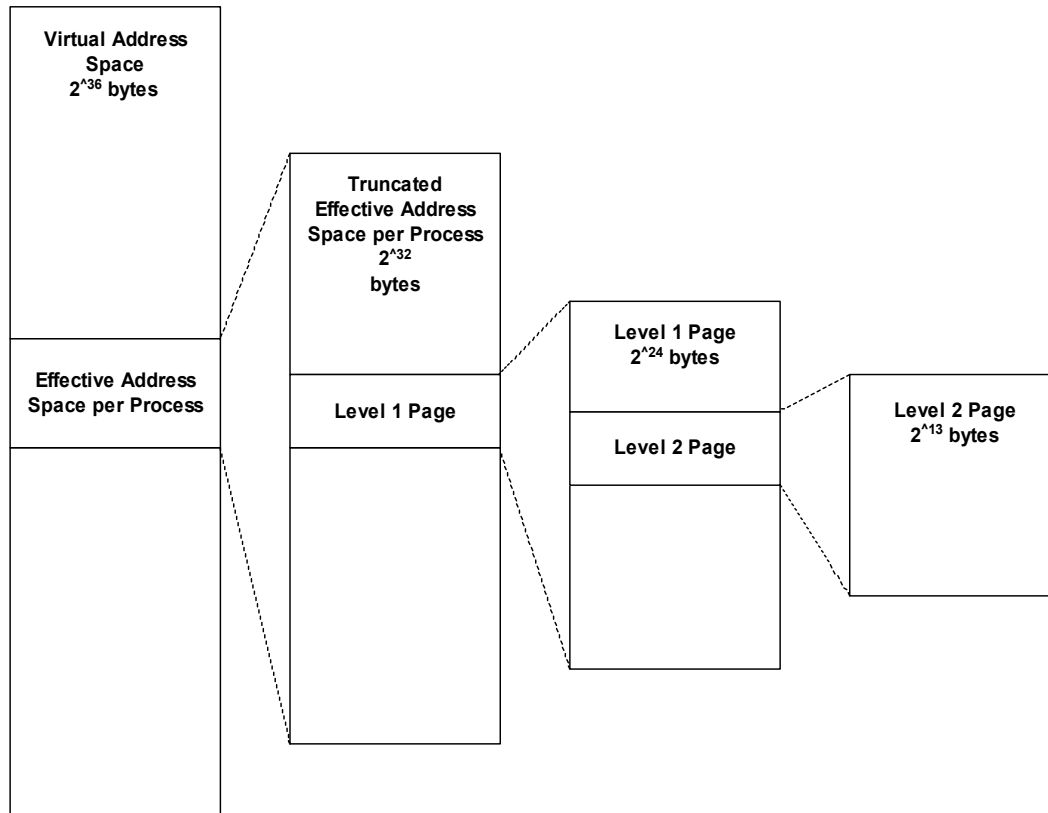 Virtual Address
Space
2^36 bytes
Effective Address
Space per Process
Truncated
Effective Address
Space per Process
2^32
bytes
Level 1 Page
Level 1 Page
2^24 bytes
Level 2 Page
Level 2 Page
2^13 bytes